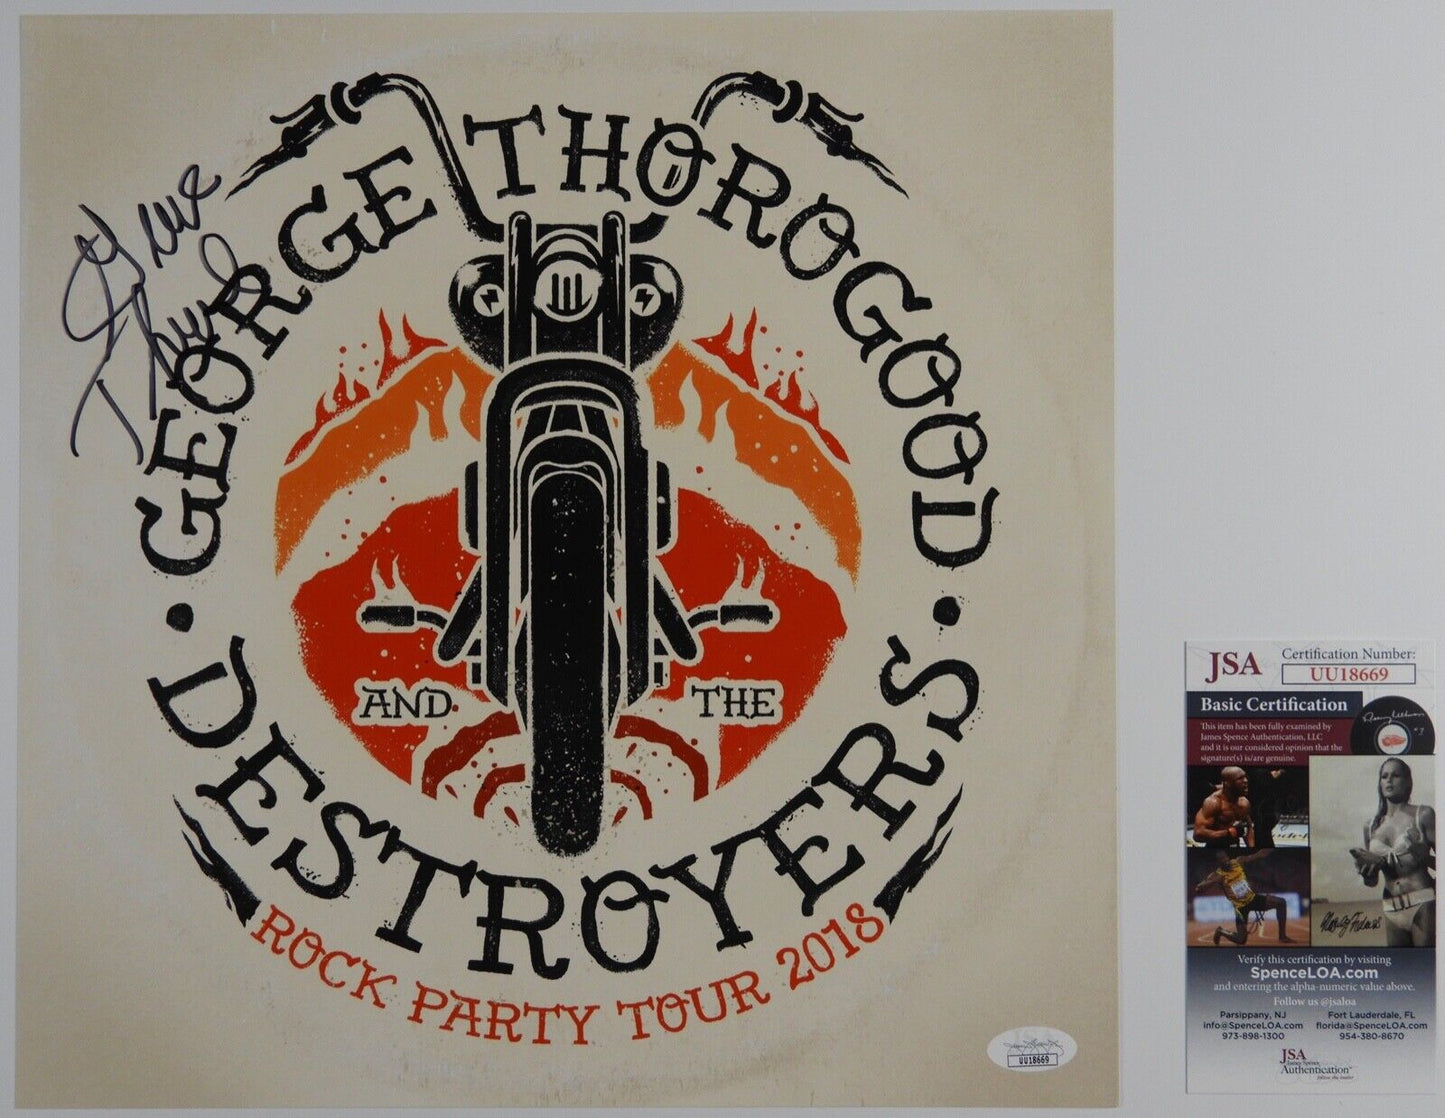 George Thorogood
GEORGE THOROGOOD
AND THE
DESTROYERS
ROCK PARTY TOUR 2018
UU18669
JSA
Certification Number:
UU18669
Basic Certification
This item has been fully examined by
James Spence Authentication, LLC
and it is our considered opinion that the
signature(s) is/are genuine.
Verify this certification by visiting
SpenceLOA.com
and entering the alpha-numeric value above.
Follow us @jsaloa
Parsippany, NJ
info@SpenceLOA.com
973-898-1300
Fort Lauderdale, FL
florida@SpenceLOA.com
954-380-8670
JSA
James Spence
Authentication